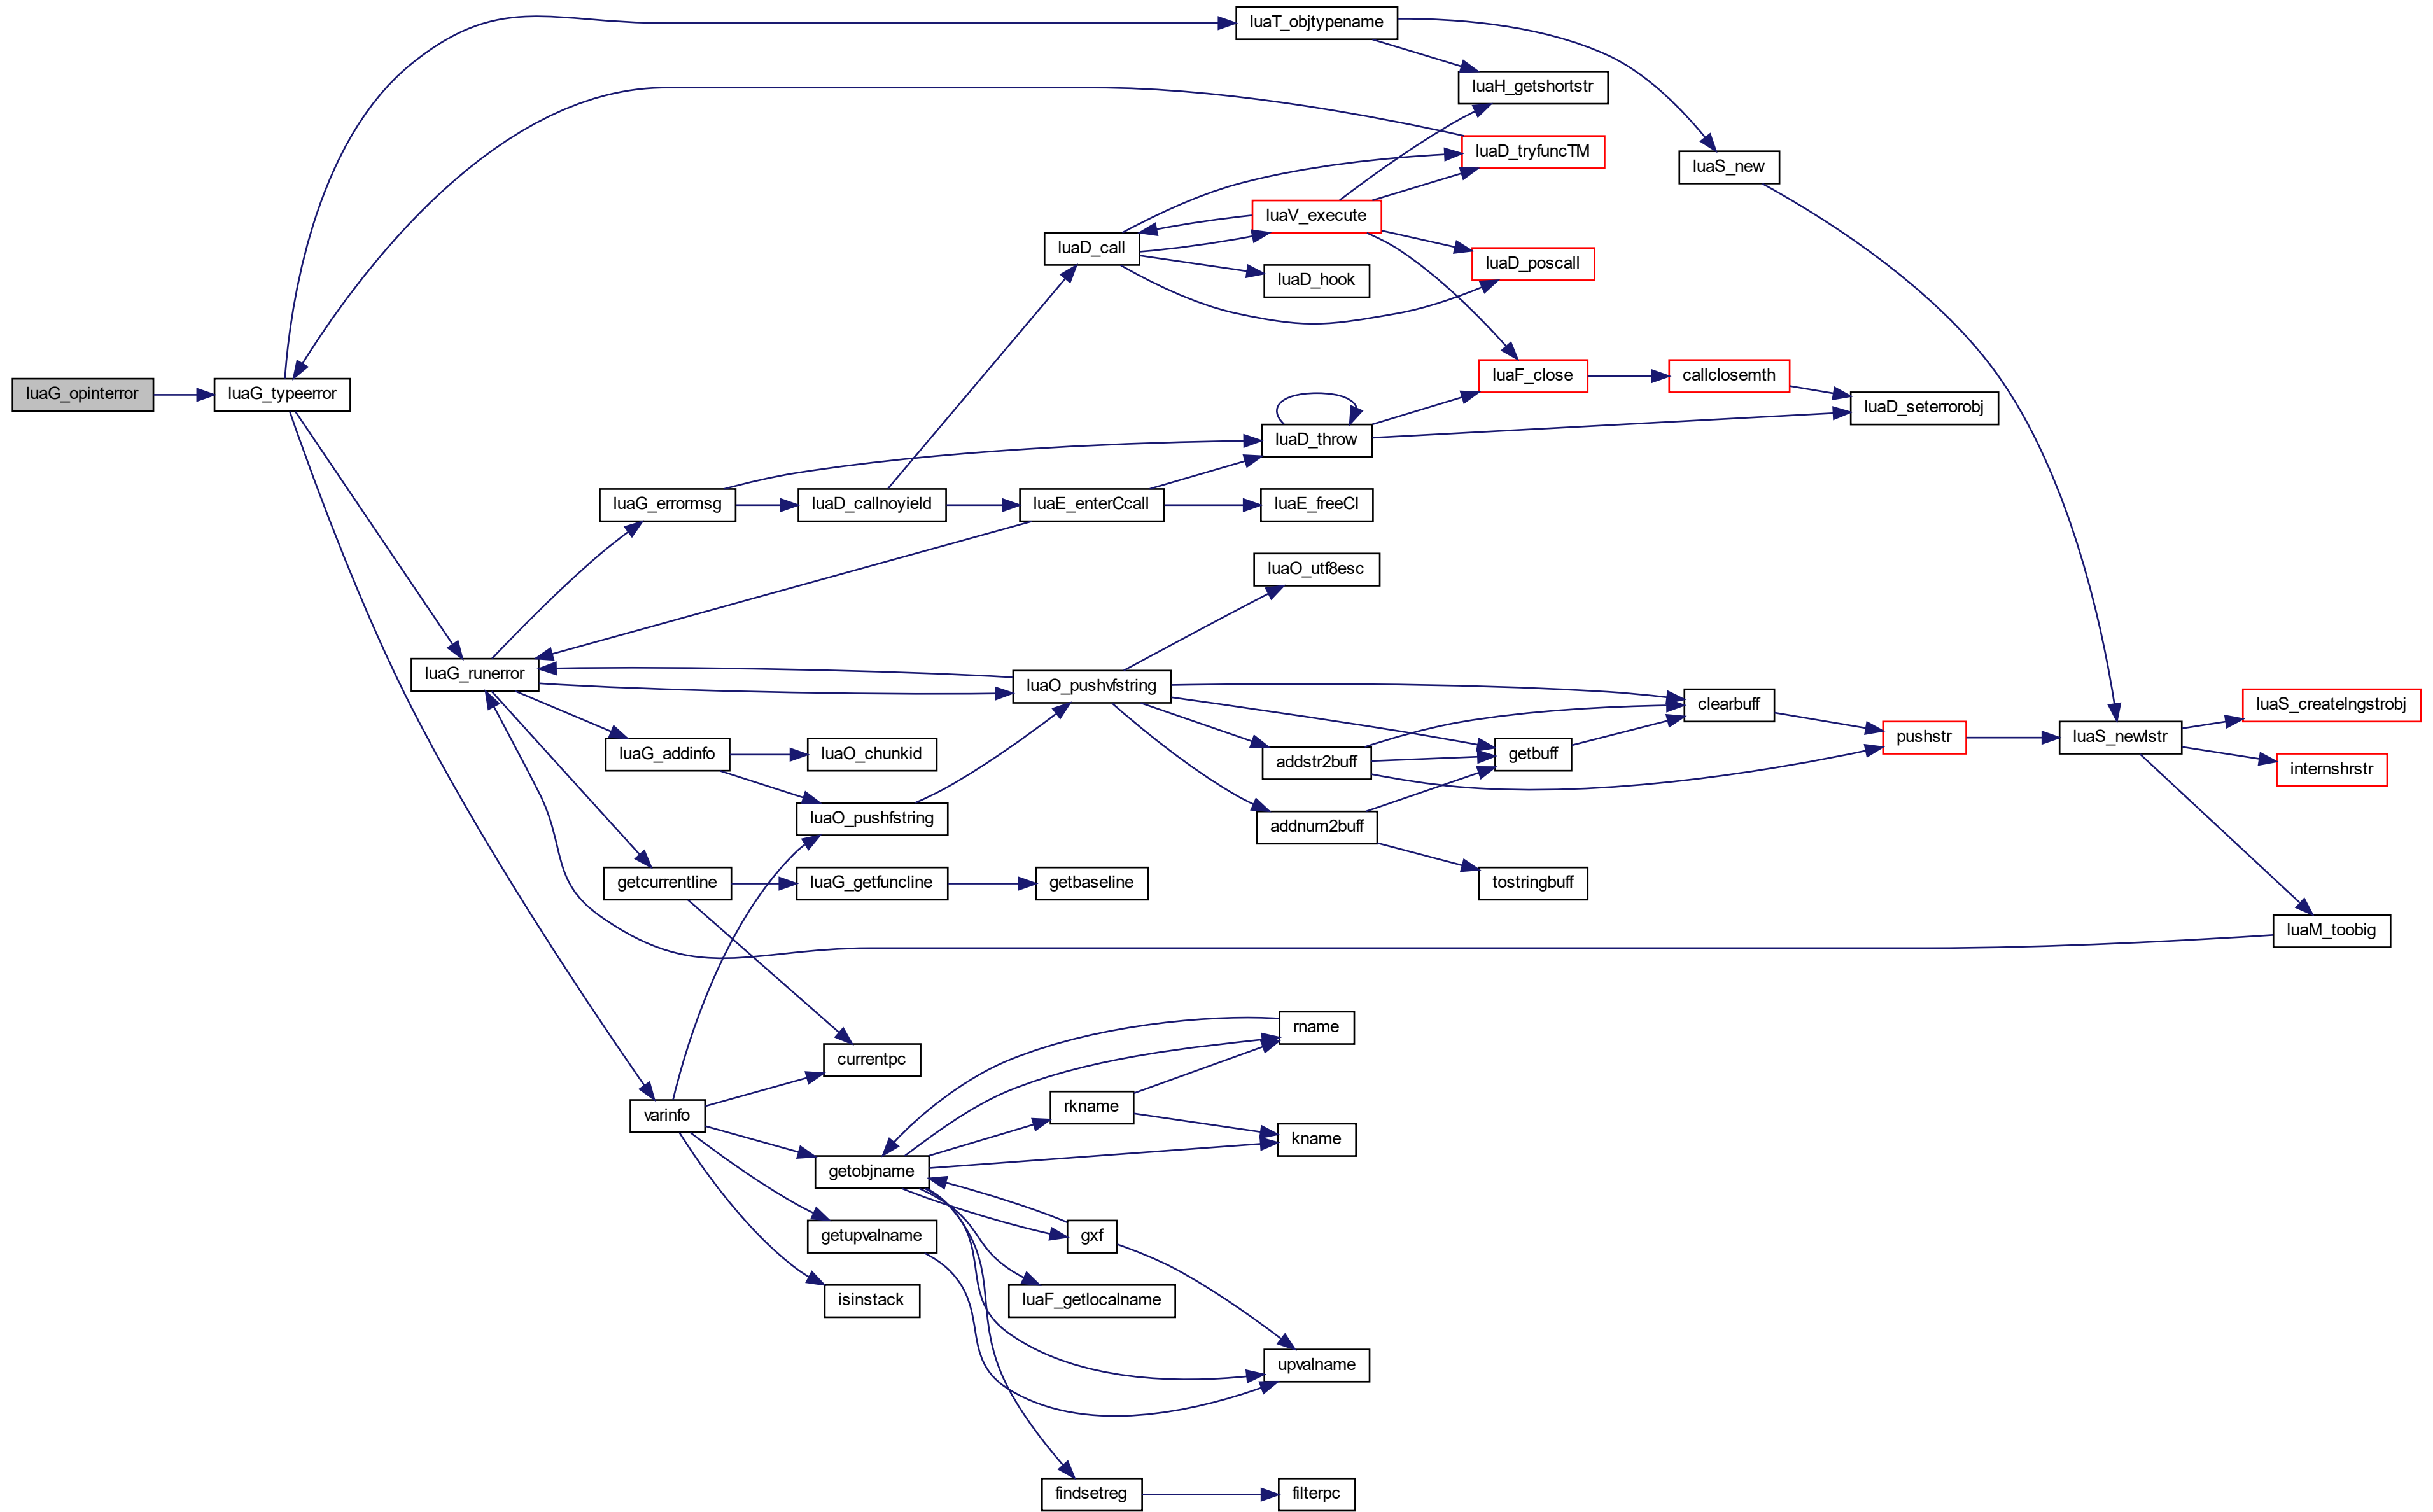 luaT_objtypename
luaH_getshortstr
luaD_tryfuncTM
luaS_new
luaV_execute
luaD_call
luaD_poscall
luaD_hook
luaG_opinterror
luaG_typeerror
luaF_close
callclosemth
luaD_seterrorobj
luaD_throw
luaG_errormsg
luaD_callnoyield
luaE_enterCcall
luaE_freeCI
luaO_utf8esc
luaG_runerror
luaO_pushvfstring
clearbuff
luaS_createlngstrobj
pushstr
luaS_newlstr
luaG_addinfo
luaO_chunkid
addstr2buff
getbuff
internshrstr
luaO_pushfstring
addnum2buff
getcurrentline
luaG_getfuncline
getbaseline
tostringbuff
luaM_toobig
rname
currentpc
rkname
varinfo
kname
getobjname
getupvalname
gxf
isinstack
luaF_getlocalname
upvalname
findsetreg
filterpc